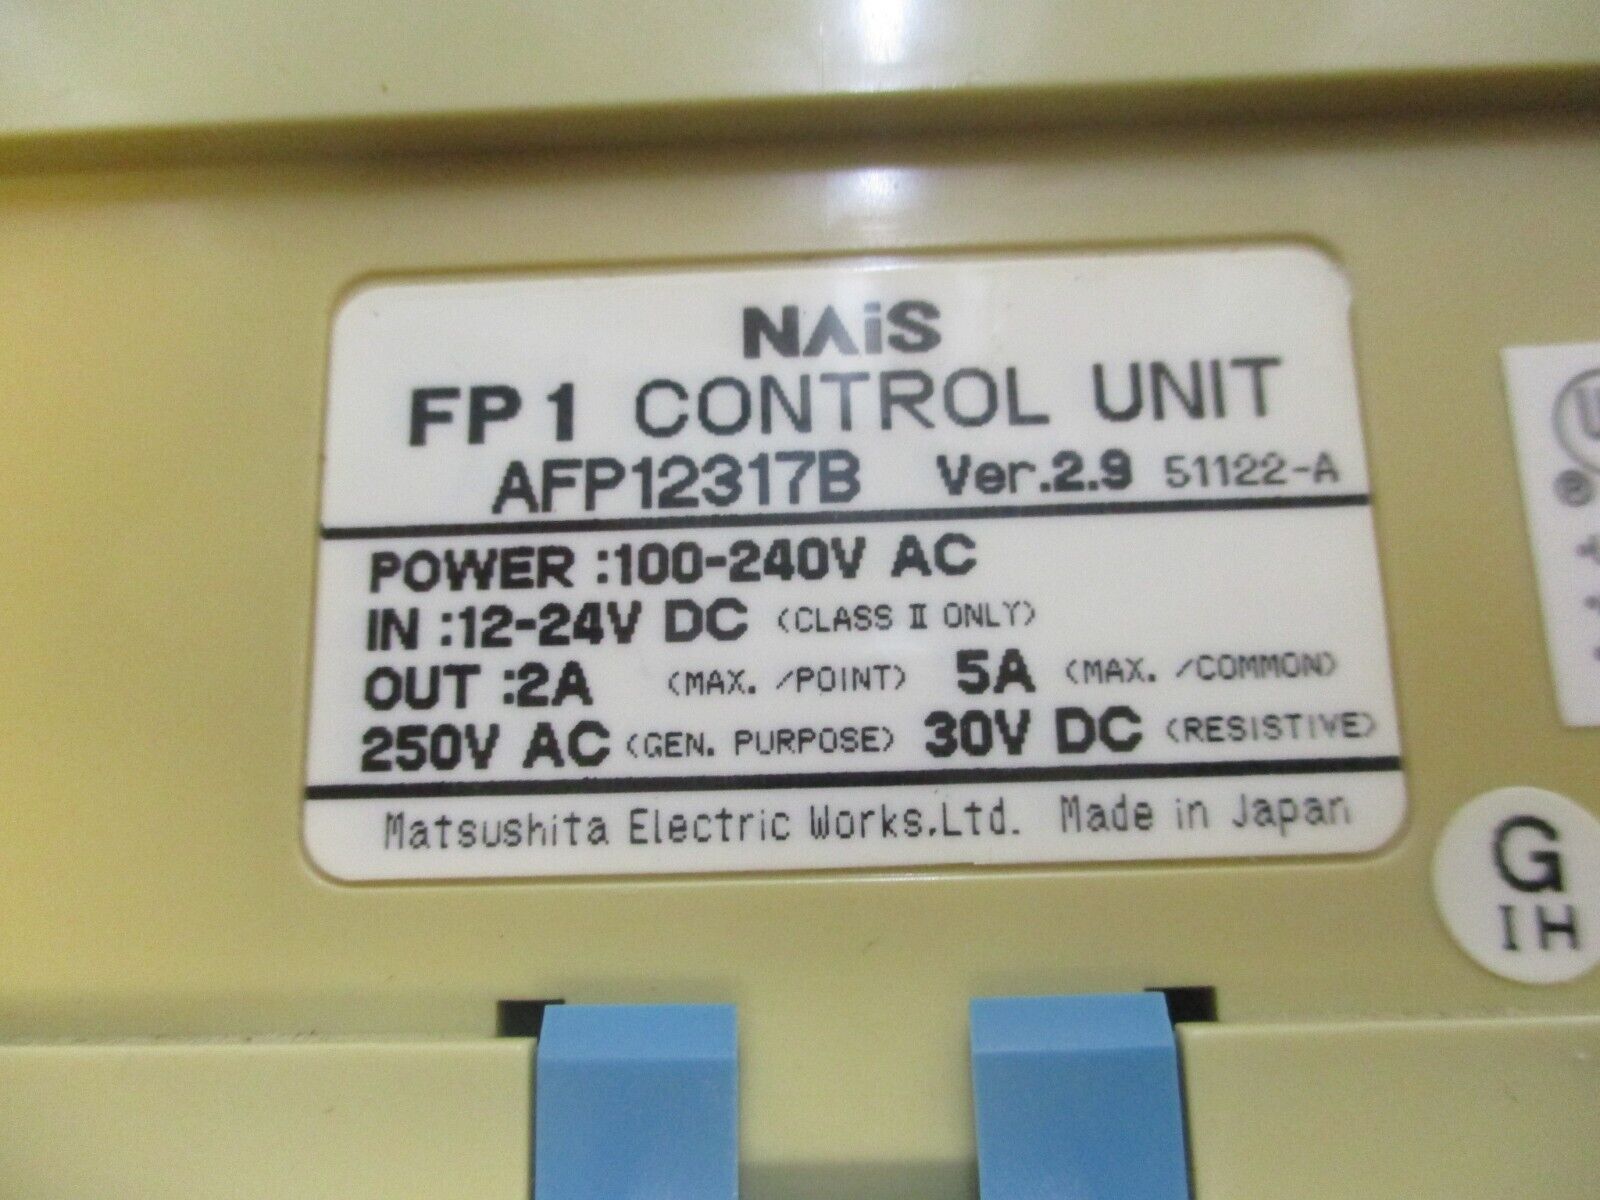 NAiS
FP1 CONTROL UNIT
AFP12317B Ver.2.9 51122-A
POWER :100-240V AC
IN :12-24V DC (CLASS II ONLY)
OUT :2A (MAX. /POINT) 5A (MAX. /COMMON)
250V AC (GEN. PURPOSE) 30V DC (RESISTIVE)
Matsushita Electric Works,Ltd. Made in Japan
®
G
IH